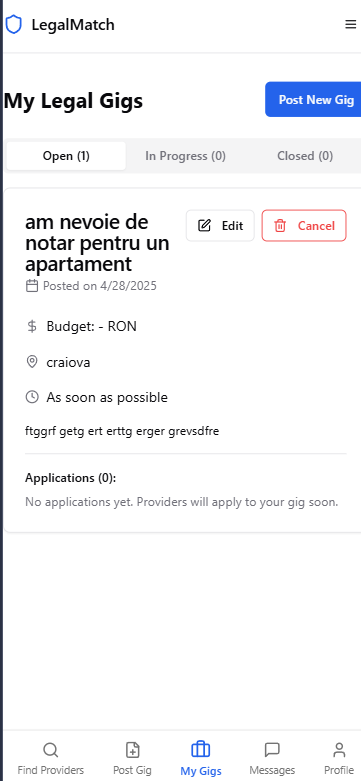 LegalMatch
My Legal Gigs
Post New Gig
Open (1)
In Progress (0)
Closed (0)
am nevoie de
notar pentru un
apartament
Edit
Cancel
Posted on 4/28/2025
Budget: - RON
craiova
As soon as possible
ftggrf getg ert erttg erger grevsdfre
Applications (0):
No applications yet. Providers will apply to your gig soon.
Find Providers
Post Gig
My Gigs
Messages
Profile